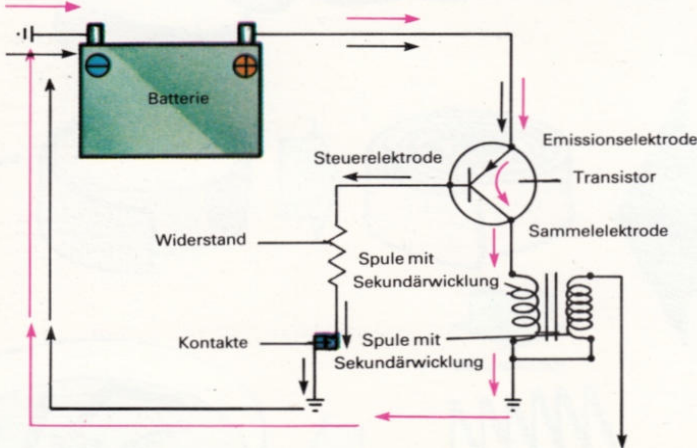 Batterie
Emissionselektrode
Steuerelektrode
Transistor
Sammelelektrode
Widerstand
Spule mit
Sekundärwicklung
Kontakte
Spule mit
Sekundärwicklung